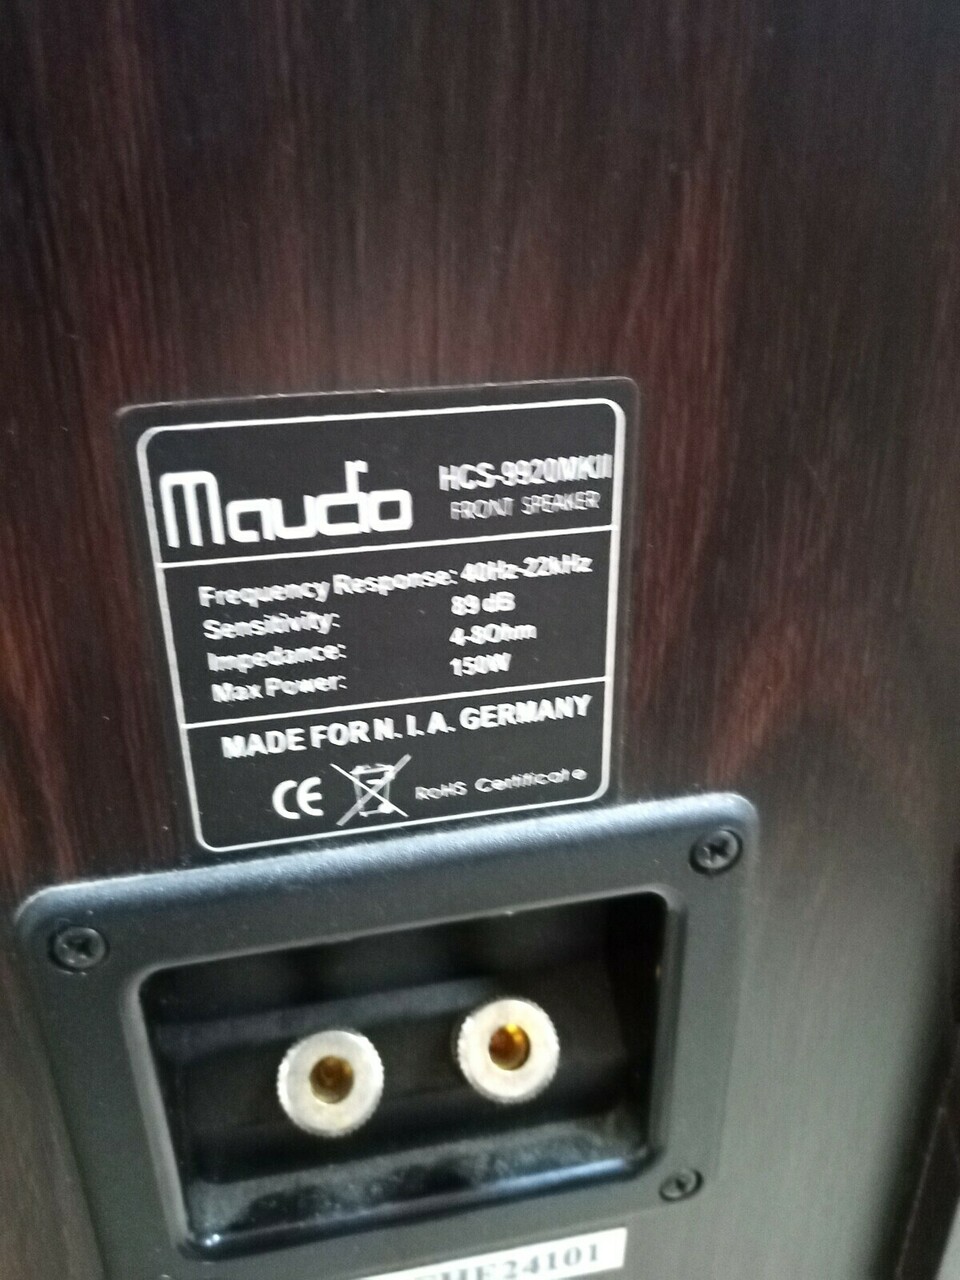 Maudio
HCS-9920MKII
FRONT SPEAKER
Frequency Response: 40Hz-22kHz
Sensitivity: 89 dB
Impedance: 4-8Ohm
Max Power: 150W
MADE FOR N. I. A. GERMANY
CE RoHS Certificate